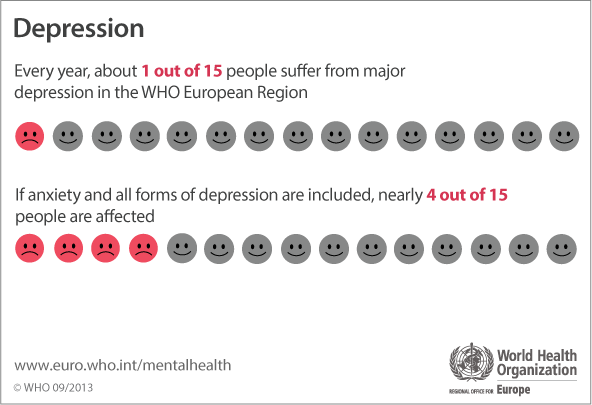 Depression
Every year, about 1 out of 15 people suffer from major
depression in the WHO European Region
If anxiety and all forms of depression are included, nearly 4 out of 15
people are affected
www.euro.who.int/mentalhealth
© WHO 09/2013
World Health
Organization
REGIONAL OFFICE FOR Europe